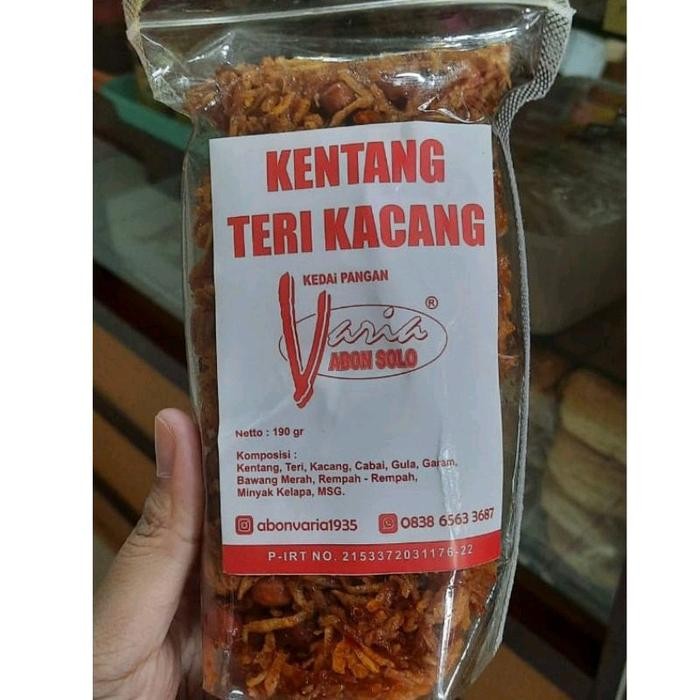 KENTANG
TERI KACANG
KEDAi PANGAN
Varia ®
ABON SOLO
Netto : 190 gr
Komposisi :
Kentang, Teri, Kacang, Cabai, Gula, Garam,
Bawang Merah, Rempah - Rempah,
Minyak Kelapa, MSG.
abonvaria1935 0838 6563 3687
P-IRT NO. 2153372031176-22